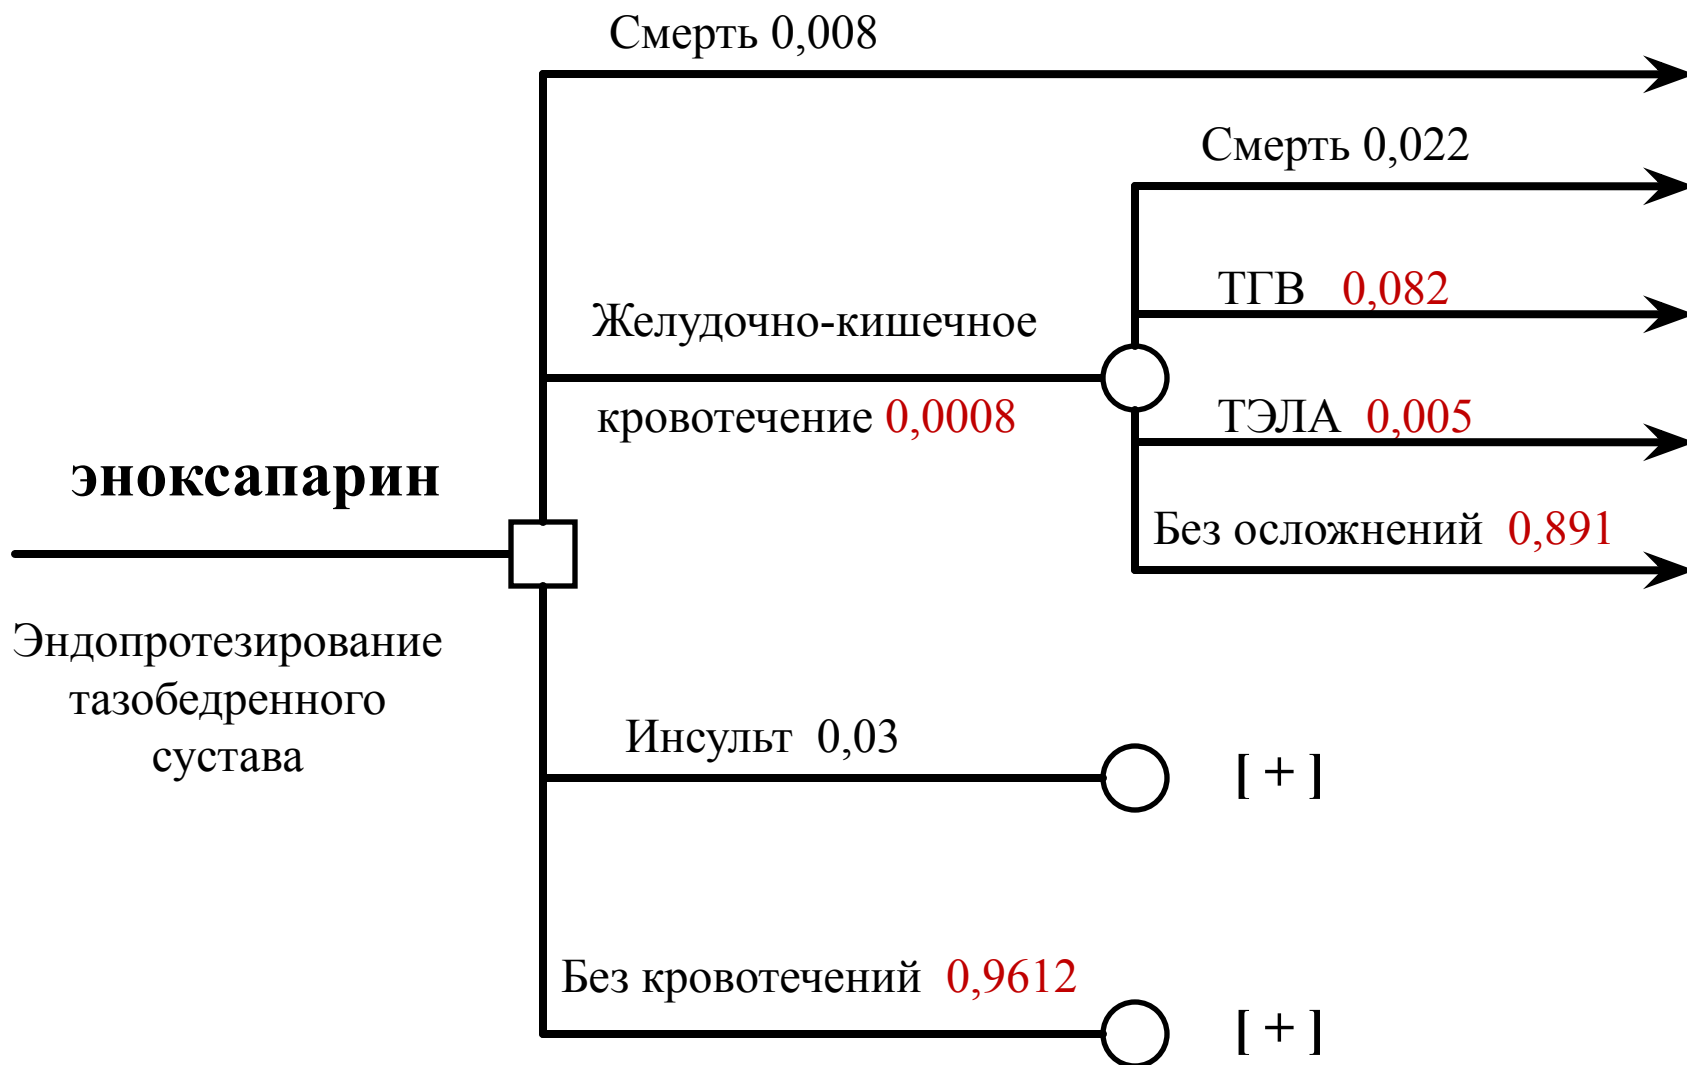 Смерть 0,008
Смерть 0,022
ТГВ 0,082
Желудочно-кишечное
кровотечение 0,0008
ТЭЛА 0,005
эноксапарин
Без осложнений 0,891
Эндопротезирование
тазобедренного
сустава
Инсульт 0,03
[ + ]
Без кровотечений 0,9612
[ + ]